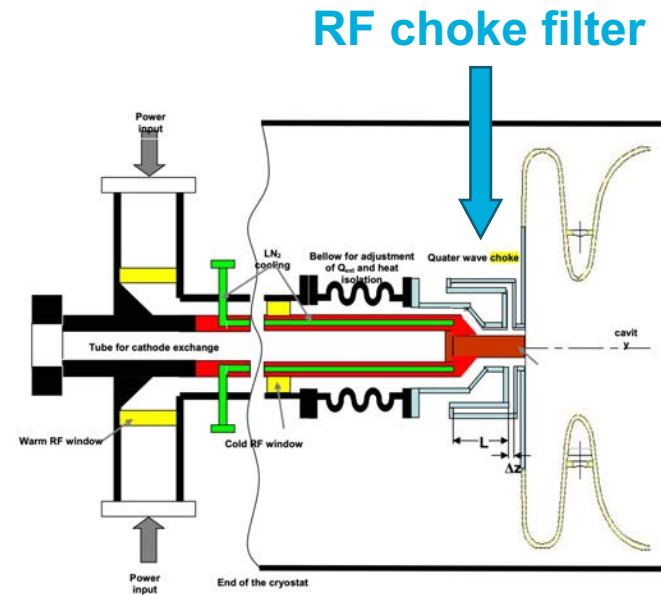 RF choke filter
Power
input
LN₂
cooling
Bellow for adjustment
of Qext and heat
isolation
Quater wave choke
Tube for cathode exchange
cavit
y
Warm RF window
Cold RF window
L
Δz
Power
input
End of the cryostat